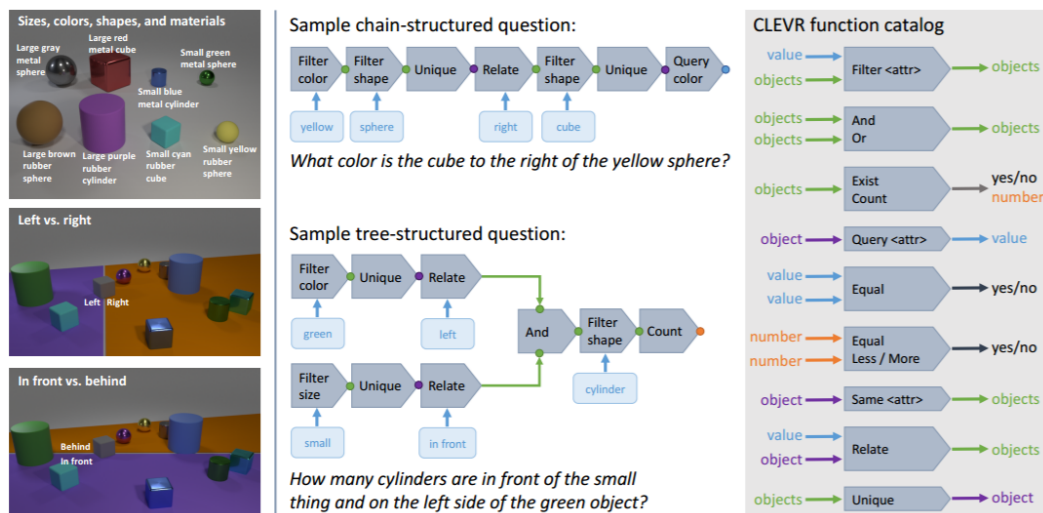 Sizes, colors, shapes, and materials
Large gray
metal
sphere
Large red
metal cube
Small green
metal sphere
Small blue
metal cylinder
Large brown
rubber
sphere
Large purple
rubber
cylinder
Small cyan
rubber
cube
Small yellow
rubber
sphere
Left vs. right
Left
Right
In front vs. behind
Behind
In front
Sample chain-structured question:
Filter
color
Filter
shape
Unique
Relate
Filter
shape
Unique
Query
color
yellow
sphere
right
cube
What color is the cube to the right of the yellow sphere?
Sample tree-structured question:
Filter
color
Unique
Relate
green
left
And
Filter
shape
Count
cylinder
Filter
size
Unique
Relate
small
in front
How many cylinders are in front of the small
thing and on the left side of the green object?
CLEVR function catalog
value
objects
Filter <attr>
objects
objects
objects
And
Or
objects
objects
Exist
Count
yes/no
number
object
Query <attr>
value
value
value
Equal
yes/no
number
number
Equal
Less / More
yes/no
object
Same <attr>
objects
value
object
Relate
objects
objects
Unique
object